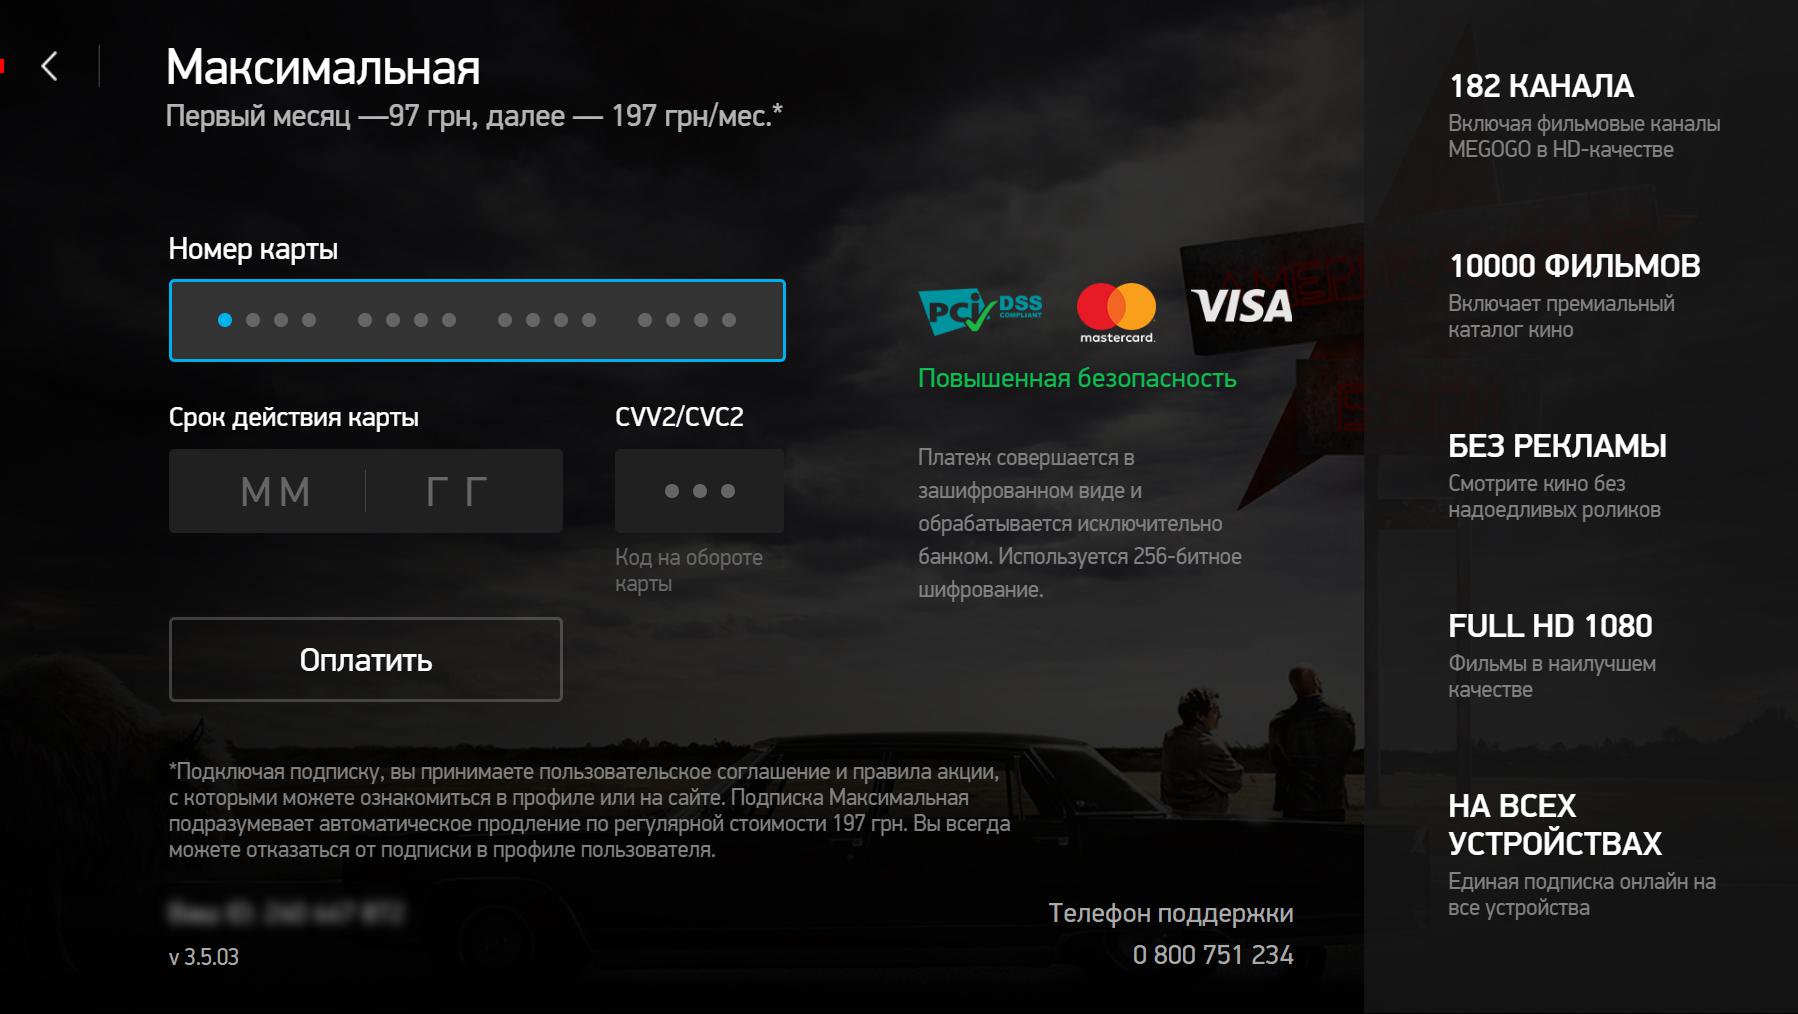 Максимальная
Первый месяц —97 грн, далее — 197 грн/мес.*
Номер карты
Срок действия карты
CVV2/CVC2
ММ
Г Г
Код на обороте
карты
Оплатить
PCi DSS
COMPLIANT
mastercard.
VISA
Повышенная безопасность
Платеж совершается в
зашифрованном виде и
обрабатывается исключительно
банком. Используется 256-битное
шифрование.
*Подключая подписку, вы принимаете пользовательское соглашение и правила акции,
с которыми можете ознакомиться в профиле или на сайте. Подписка Максимальная
подразумевает автоматическое продление по регулярной стоимости 197 грн. Вы всегда
можете отказаться от подписки в профиле пользователя.
v 3.5.03
Телефон поддержки
0 800 751 234
182 КАНАЛА
Включая фильмовые каналы
MEGOGO в HD-качестве
10000 ФИЛЬМОВ
Включает премиальный
каталог кино
БЕЗ РЕКЛАМЫ
Смотрите кино без
надоедливых роликов
FULL HD 1080
Фильмы в наилучшем
качестве
НА ВСЕХ
УСТРОЙСТВАХ
Единая подписка онлайн на
все устройства